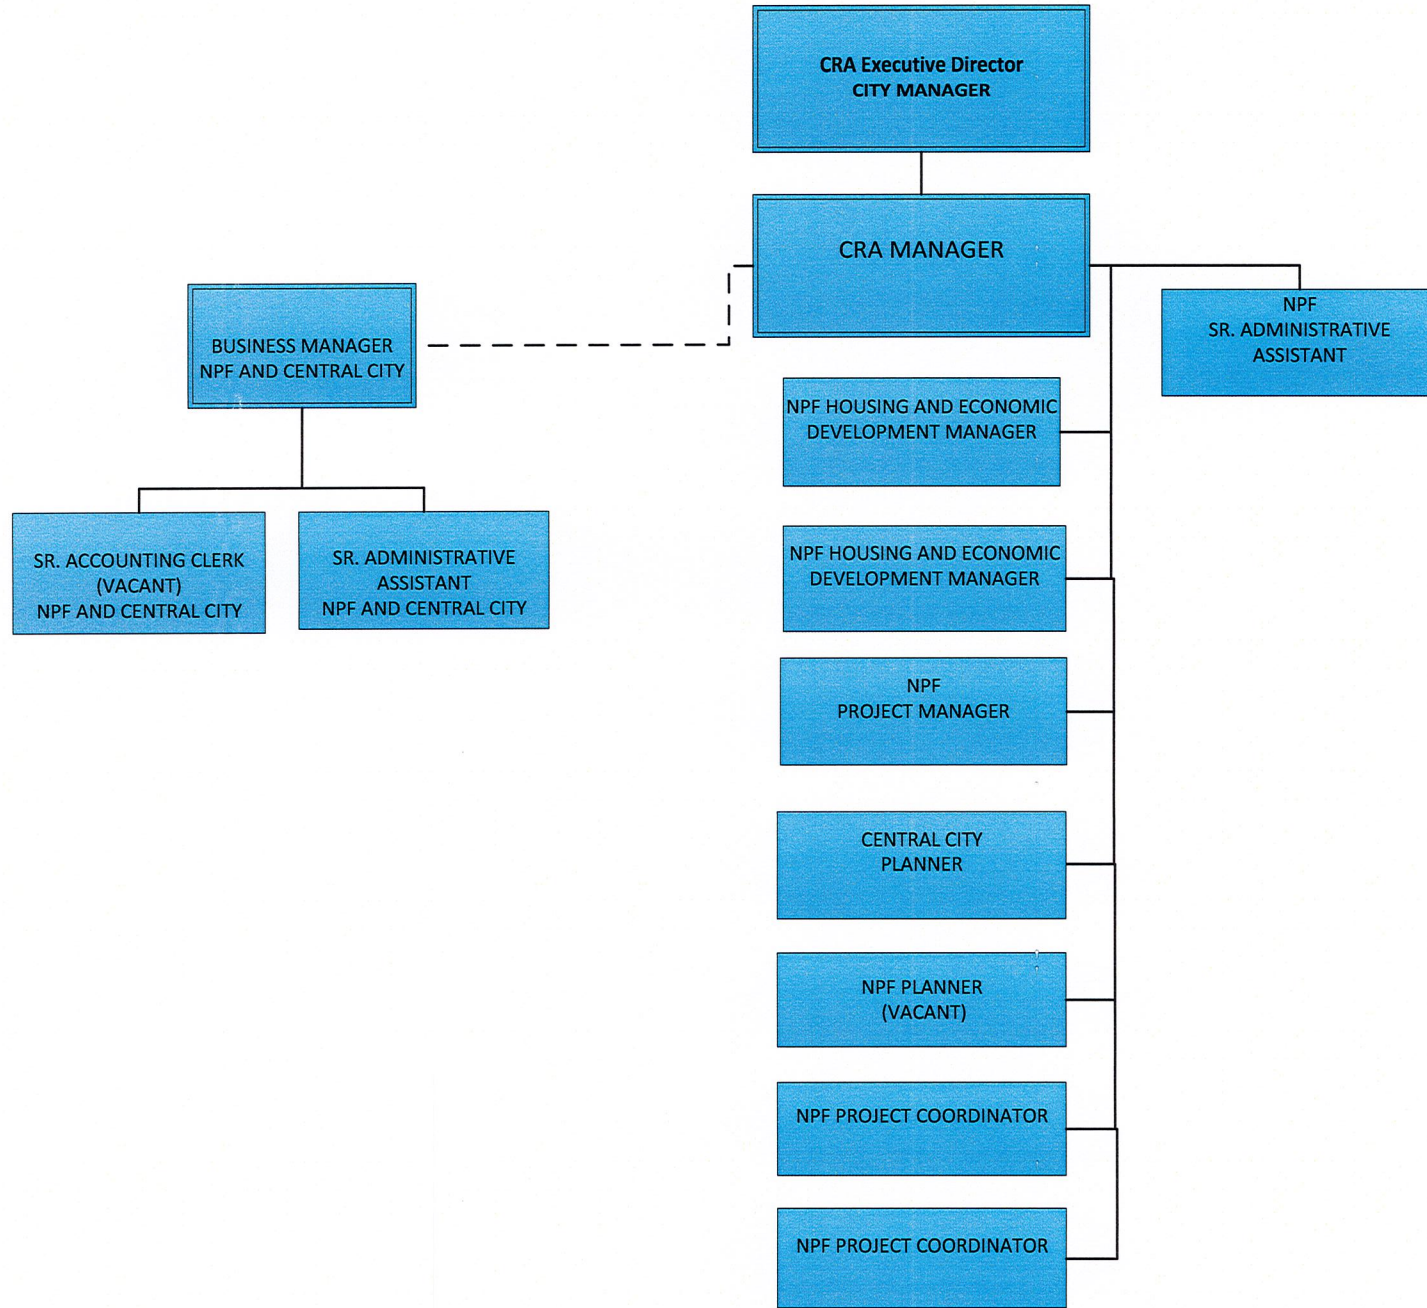 CRA Executive Director
CITY MANAGER
CRA MANAGER
BUSINESS MANAGER
NPF AND CENTRAL CITY
NPF
SR. ADMINISTRATIVE
ASSISTANT
NPF HOUSING AND ECONOMIC
DEVELOPMENT MANAGER
SR. ACCOUNTING CLERK
(VACANT)
NPF AND CENTRAL CITY
SR. ADMINISTRATIVE
ASSISTANT
NPF AND CENTRAL CITY
NPF HOUSING AND ECONOMIC
DEVELOPMENT MANAGER
NPF
PROJECT MANAGER
CENTRAL CITY
PLANNER
NPF PLANNER
(VACANT)
NPF PROJECT COORDINATOR
NPF PROJECT COORDINATOR